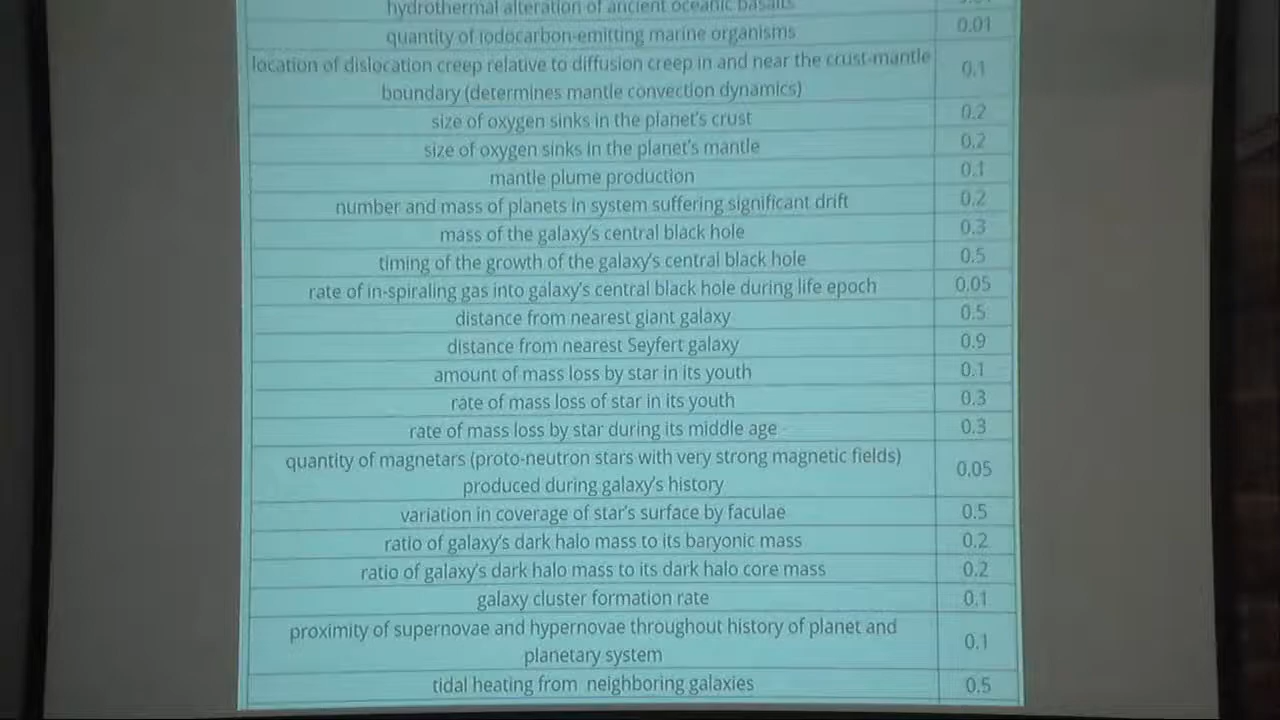 hydrothermal alteration of ancient oceanic basalts
quantity of iodocarbon-emitting marine organisms 0.01
location of dislocation creep relative to diffusion creep in and near the crust-mantle
boundary (determines mantle convection dynamics) 0.1
size of oxygen sinks in the planet's crust 0.2
size of oxygen sinks in the planet's mantle 0.2
mantle plume production 0.1
number and mass of planets in system suffering significant drift 0.2
mass of the galaxy's central black hole 0.3
timing of the growth of the galaxy's central black hole 0.5
rate of in-spiraling gas into galaxy's central black hole during life epoch 0.05
distance from nearest giant galaxy 0.5
distance from nearest Seyfert galaxy 0.9
amount of mass loss by star in its youth 0.1
rate of mass loss of star in its youth 0.3
rate of mass loss by star during its middle age 0.3
quantity of magnetars (proto-neutron stars with very strong magnetic fields)
produced during galaxy's history 0.05
variation in coverage of star's surface by faculae 0.5
ratio of galaxy's dark halo mass to its baryonic mass 0.2
ratio of galaxy's dark halo mass to its dark halo core mass 0.2
galaxy cluster formation rate 0.1
proximity of supernovae and hypernovae throughout history of planet and
planetary system 0.1
tidal heating from neighboring galaxies 0.5